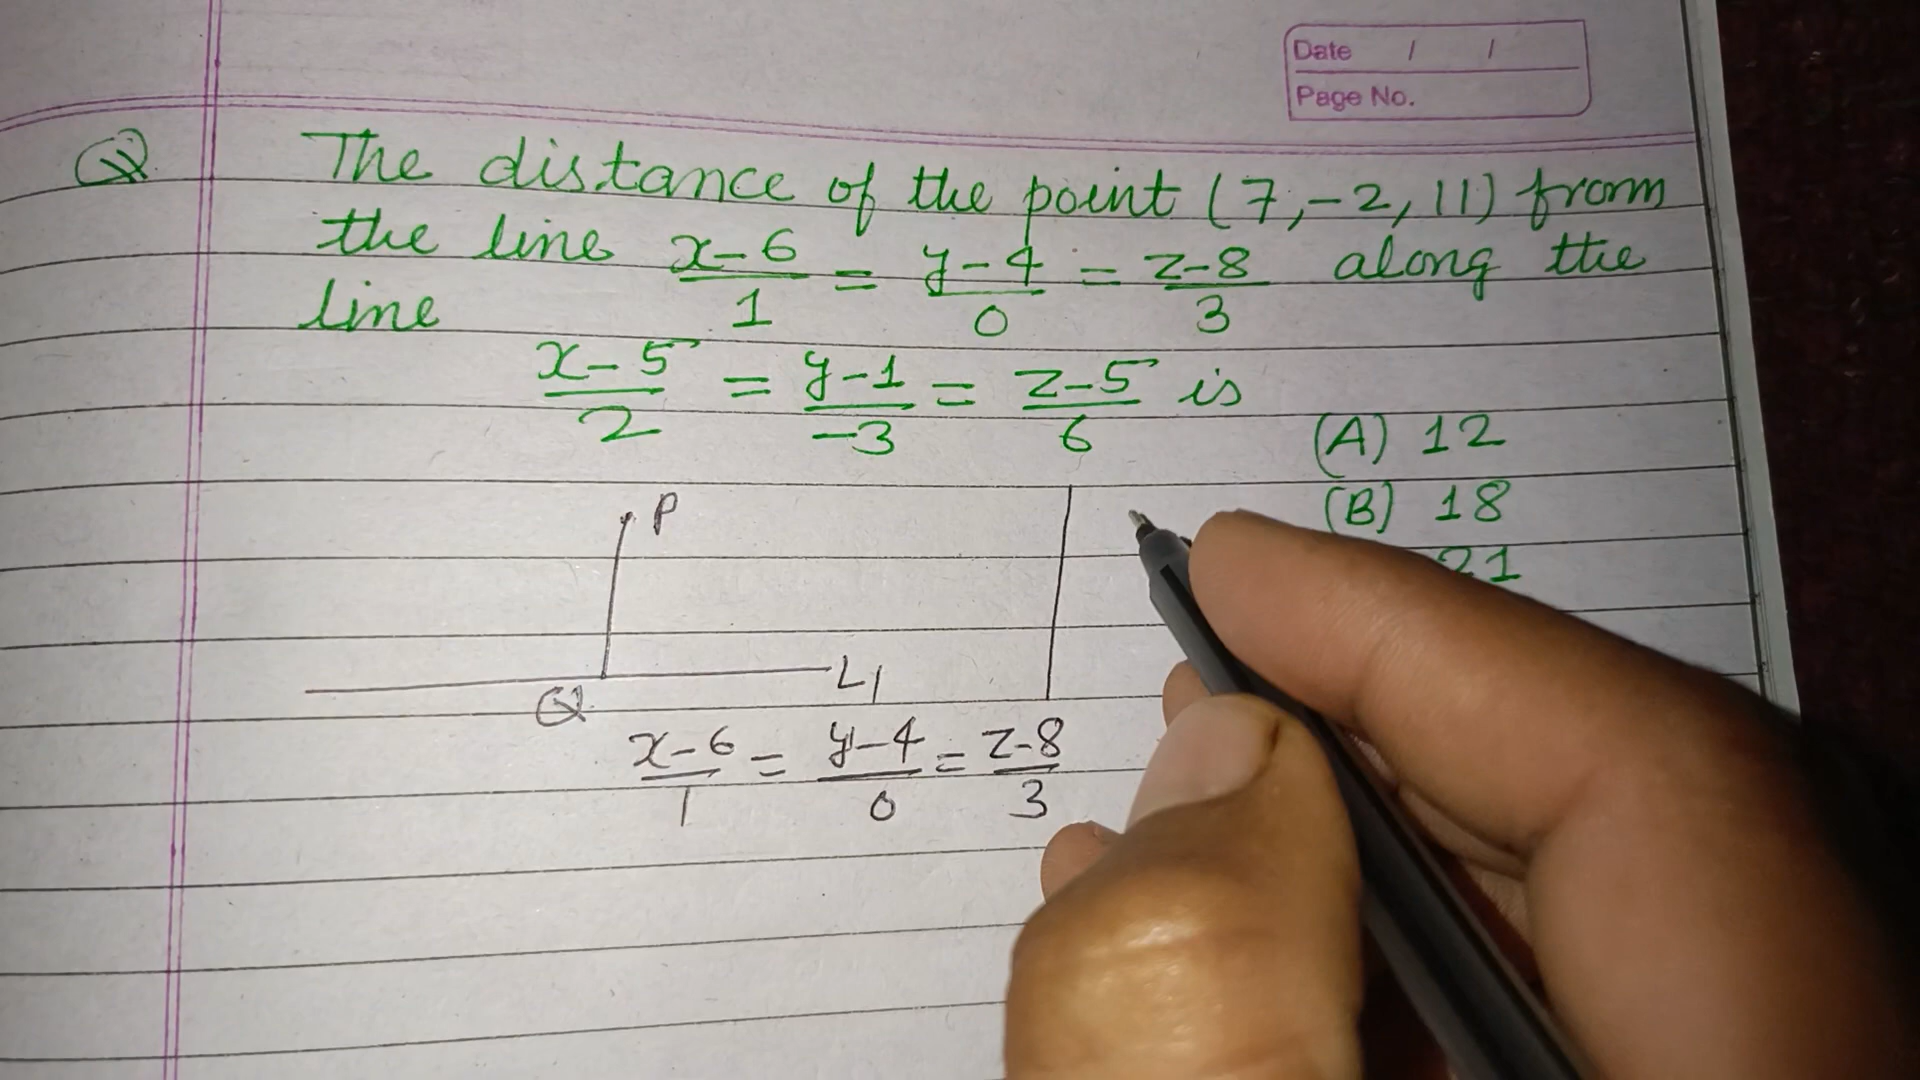 Date / /
Page No.
Q. The distance of the point (7,-2,11) from
the line x-6/1 = y-4/0 = z-8/3 along the
line
x-5/2 = y-1/-3 = z-5/6 is
(A) 12
(B) 18
21
P
L1
Q
x-6/1 = y-4/0 = z-8/3